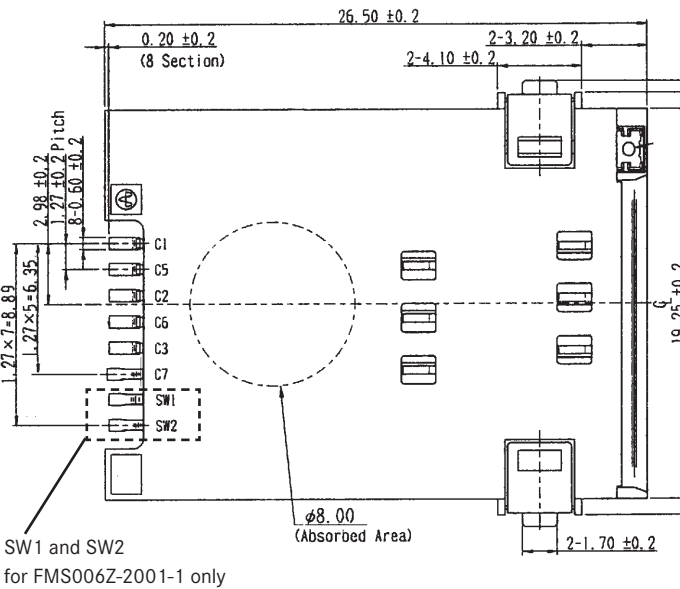 26.50 ±0.2
0.20 ±0.2
(8 Section)
2-3.20 ±0.2
2-4.10 ±0.2
2.98 ±0.2
1.27 ±0.2 Pitch
8-0.60 ±0.2
1.27×7=8.89
1.27×5=6.35
C1
C5
C2
C6
C3
C7
SW1
SW2
19.25 ±0.2
ø8.00
(Absorbed Area)
2-1.70 ±0.2
SW1 and SW2
for FMS006Z-2001-1 only